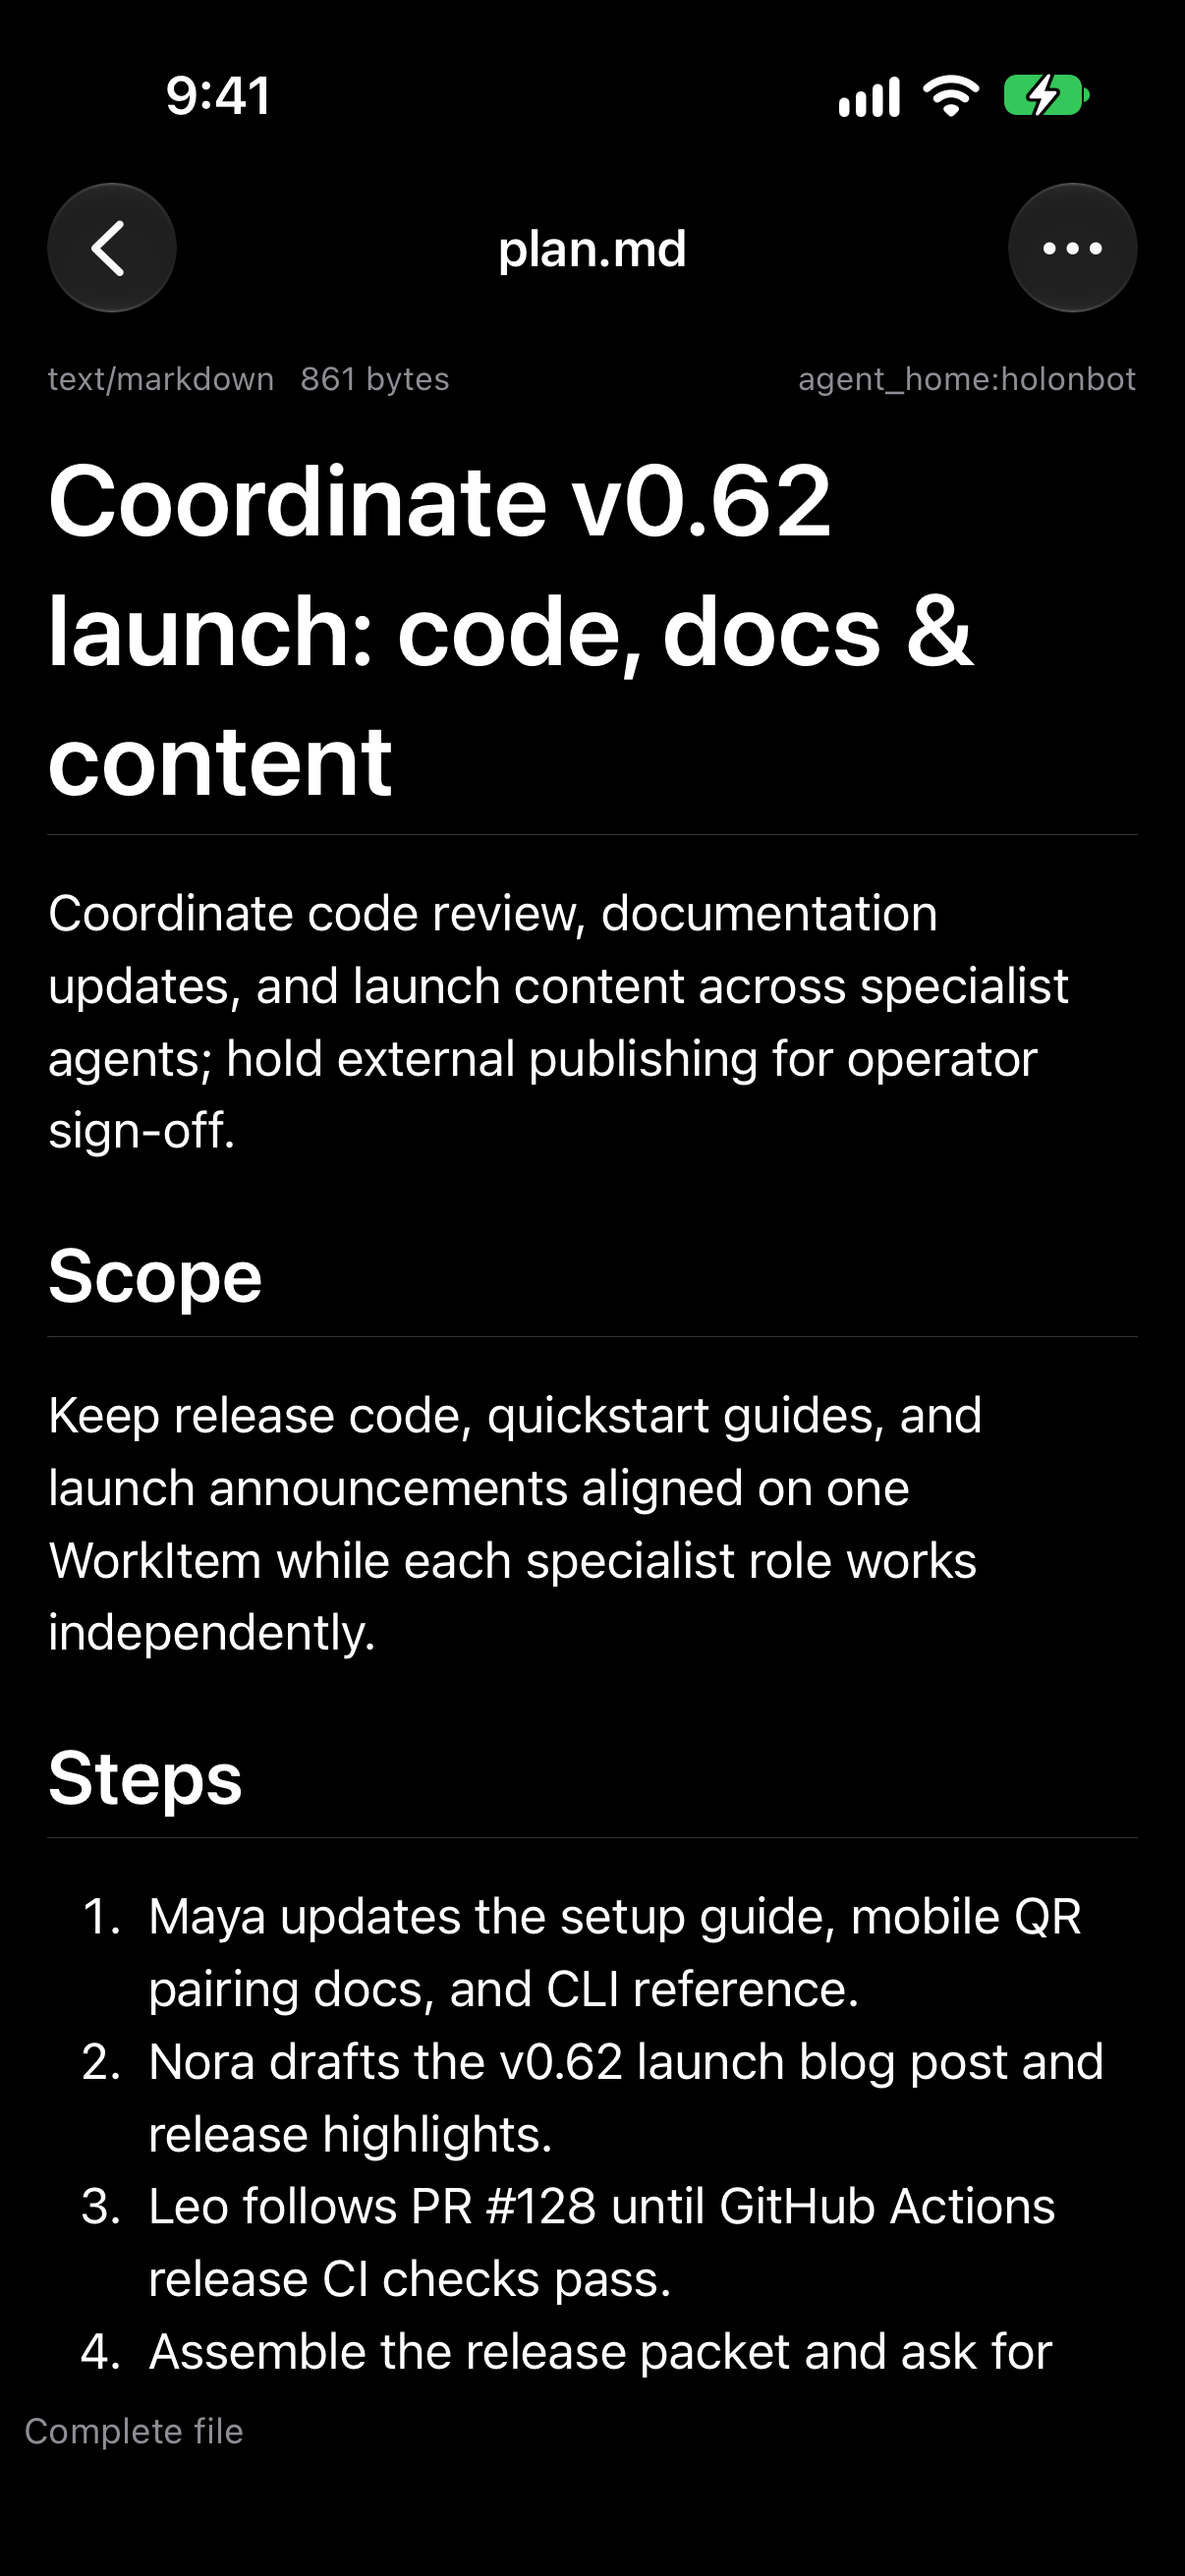 9:41
plan.md
text/markdown 861 bytes
agent_home:holonbot
Coordinate v0.62
launch: code, docs &
content
Coordinate code review, documentation
updates, and launch content across specialist
agents; hold external publishing for operator
sign-off.
Scope
Keep release code, quickstart guides, and
launch announcements aligned on one
WorkItem while each specialist role works
independently.
Steps
1. Maya updates the setup guide, mobile QR
pairing docs, and CLI reference.
2. Nora drafts the v0.62 launch blog post and
release highlights.
3. Leo follows PR #128 until GitHub Actions
release CI checks pass.
4. Assemble the release packet and ask for
Complete file